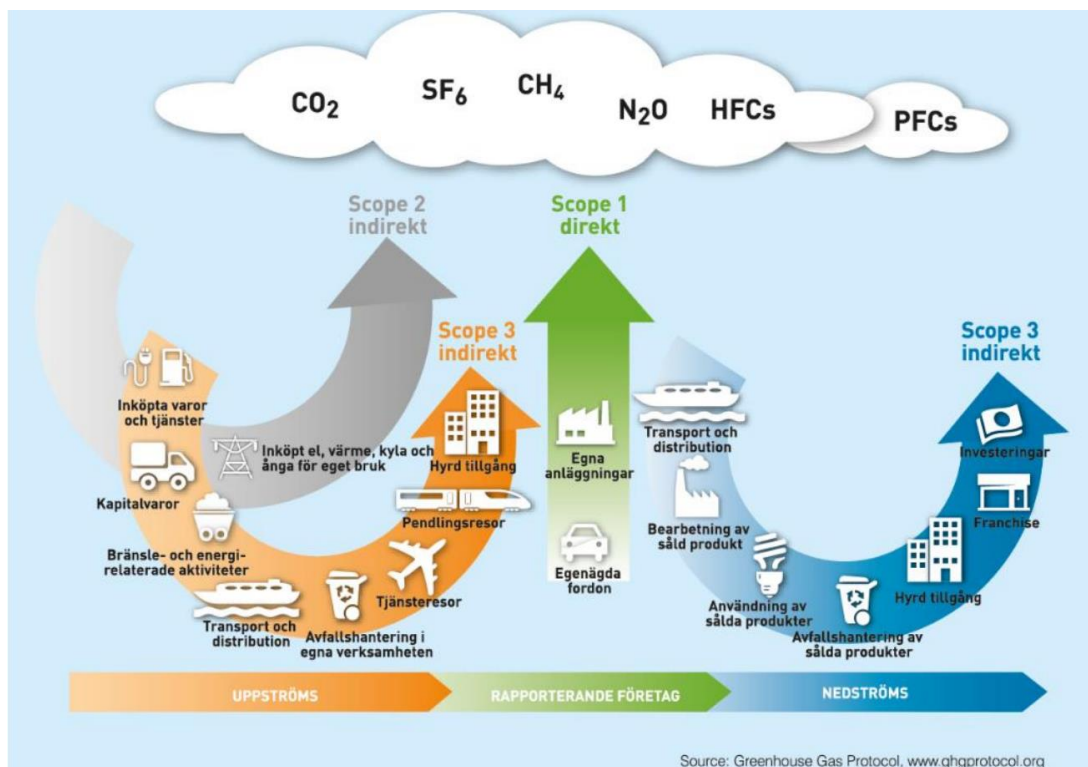 CO2
SF6
CH4
N2O
HFCs
PFCs
Scope 2
indirekt
Scope 1
direkt
Scope 3
indirekt
Scope 3
indirekt
Inköpta varor
och tjänster
Kapitalvaror
Bränsle- och energi-
relaterade aktiviteter
Transport och
distribution
Avfallshantering i
egna verksamheten
Tjänsteresor
Pendlingsresor
Hyrd tillgång
Inköpt el, värme, kyla och
ånga för eget bruk
Egna
anläggningar
Egenägda
fordon
Transport och
distribution
Bearbetning av
såld produkt
Användning av
sålda produkter
Avfallshantering av
sålda produkter
Hyrd tillgång
Franchise
Investeringar
UPPSTRÖMS
RAPPORTERANDE FÖRETAG
NEDSTRÖMS
Source: Greenhouse Gas Protocol, www.ghgprotocol.org